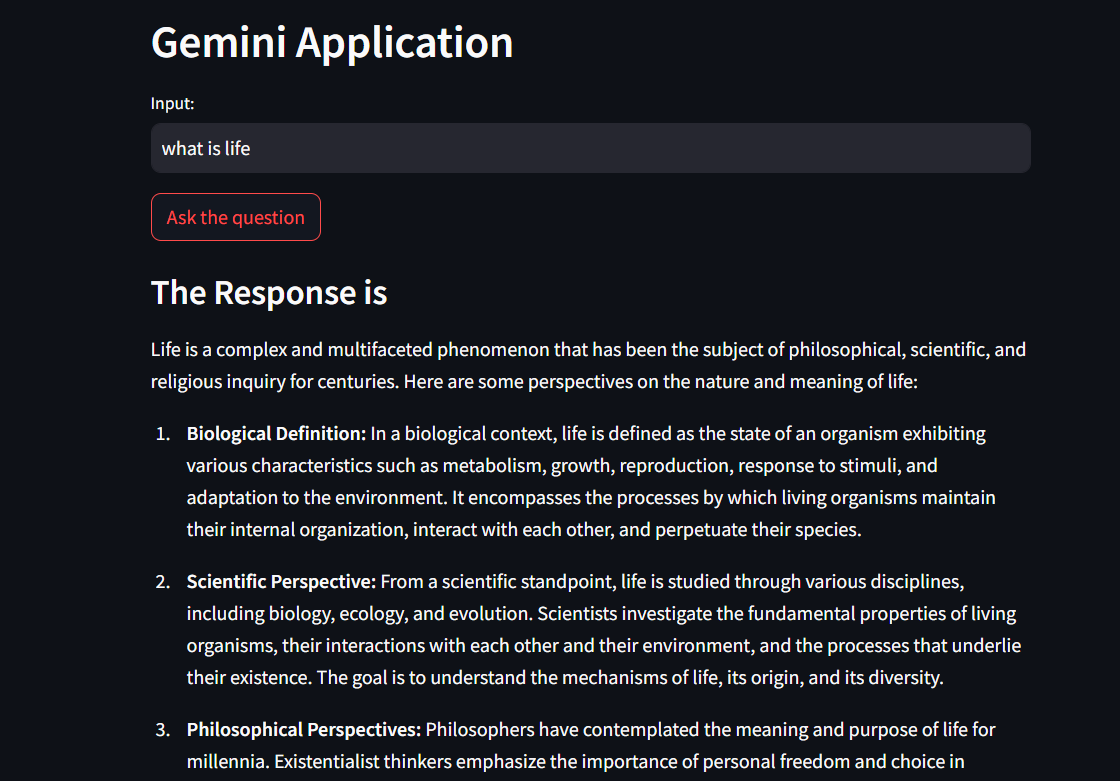 Gemini Application
Input:
what is life
Ask the question
The Response is
Life is a complex and multifaceted phenomenon that has been the subject of philosophical, scientific, and
religious inquiry for centuries. Here are some perspectives on the nature and meaning of life:
1. Biological Definition: In a biological context, life is defined as the state of an organism exhibiting
various characteristics such as metabolism, growth, reproduction, response to stimuli, and
adaptation to the environment. It encompasses the processes by which living organisms maintain
their internal organization, interact with each other, and perpetuate their species.
2. Scientific Perspective: From a scientific standpoint, life is studied through various disciplines,
including biology, ecology, and evolution. Scientists investigate the fundamental properties of living
organisms, their interactions with each other and their environment, and the processes that underlie
their existence. The goal is to understand the mechanisms of life, its origin, and its diversity.
3. Philosophical Perspectives: Philosophers have contemplated the meaning and purpose of life for
millennia. Existentialist thinkers emphasize the importance of personal freedom and choice in